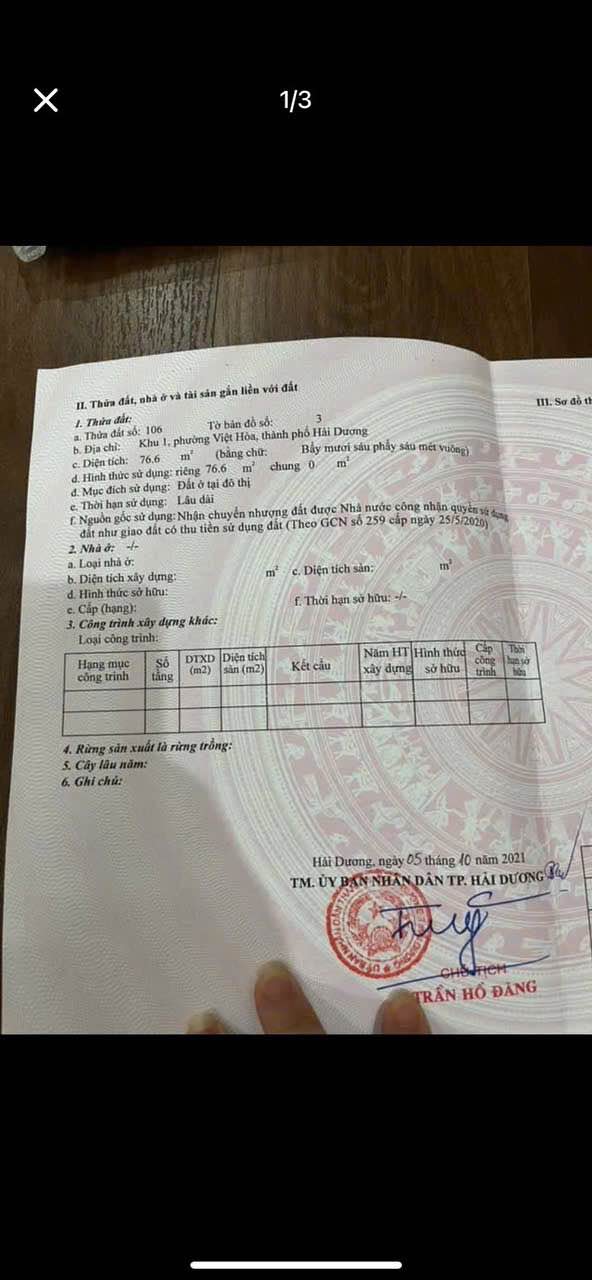 1/3
II. Thửa đất, nhà ở và tài sản gắn liền với đất
III. Sơ đồ th
1. Thửa đất:
a. Thửa đất số: 106 Tờ bản đồ số: 3
b. Địa chỉ: Khu 1, phường Việt Hòa, thành phố Hải Dương
c. Diện tích: 76.6 m² (bằng chữ: Bẩy mươi sáu phẩy sáu mét vuông)
d. Hình thức sử dụng: riêng 76.6 m² chung 0 m²
đ. Mục đích sử dụng: Đất ở tại đô thị
e. Thời hạn sử dụng: Lâu dài
f. Nguồn gốc sử dụng: Nhận chuyển nhượng đất được Nhà nước công nhận quyền sử dụng
đất như giao đất có thu tiền sử dụng đất (Theo GCN số 259 cấp ngày 25/5/2020)
2. Nhà ở: -/-
a. Loại nhà ở:
b. Diện tích xây dựng: m² c. Diện tích sàn: m²
d. Hình thức sở hữu:
e. Cấp (hạng): f. Thời hạn sở hữu: -/-
3. Công trình xây dựng khác:
Loại công trình:
Hạng mục công trình Số tầng DTXD (m2) Diện tích sàn (m2) Kết cấu Năm HT xây dựng Hình thức sở hữu Cấp công trình Thời hạn sở hữu
4. Rừng sản xuất là rừng trồng:
5. Cây lâu năm:
6. Ghi chú:
Hải Dương, ngày 05 tháng 10 năm 2021
TM. ỦY BAN NHÂN DÂN TP. HẢI DƯƠNG
CHỦ TỊCH
TRẦN HỒ ĐĂNG